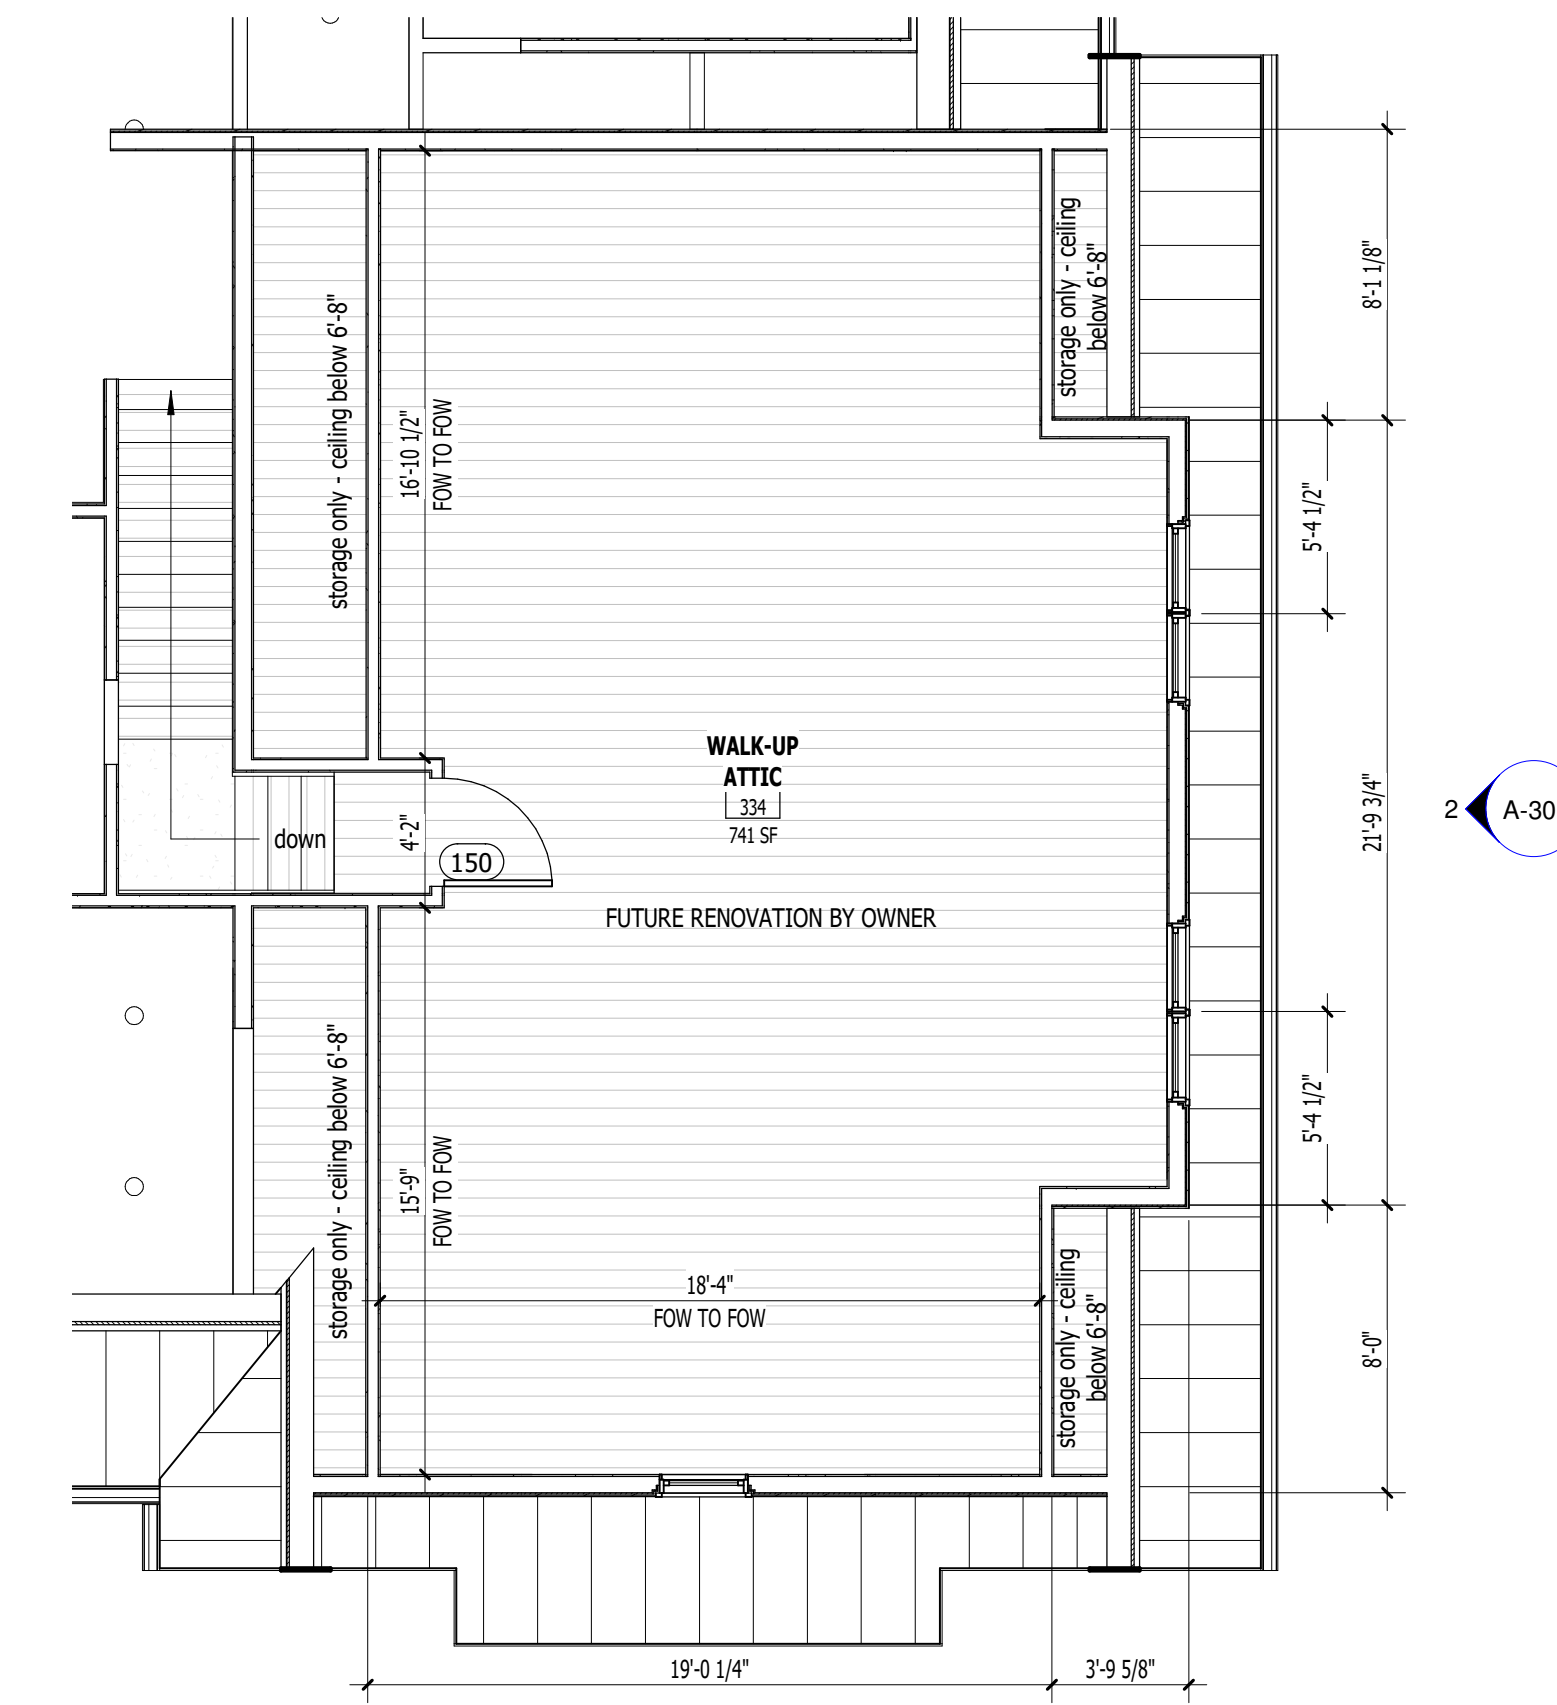 storage only - ceiling
below 6'-8"
8'-1 1/8"
storage only - ceiling below 6'-8"
16'-10 1/2"
FOW TO FOW
5'-4 1/2"
WALK-UP
ATTIC
334
741 SF
down
4'-2"
150
21'-9 3/4"
2
A-30
FUTURE RENOVATION BY OWNER
storage only - ceiling below 6'-8"
15'-9"
FOW TO FOW
5'-4 1/2"
18'-4"
FOW TO FOW
storage only - ceiling
below 6'-8"
8'-0"
19'-0 1/4"
3'-9 5/8"